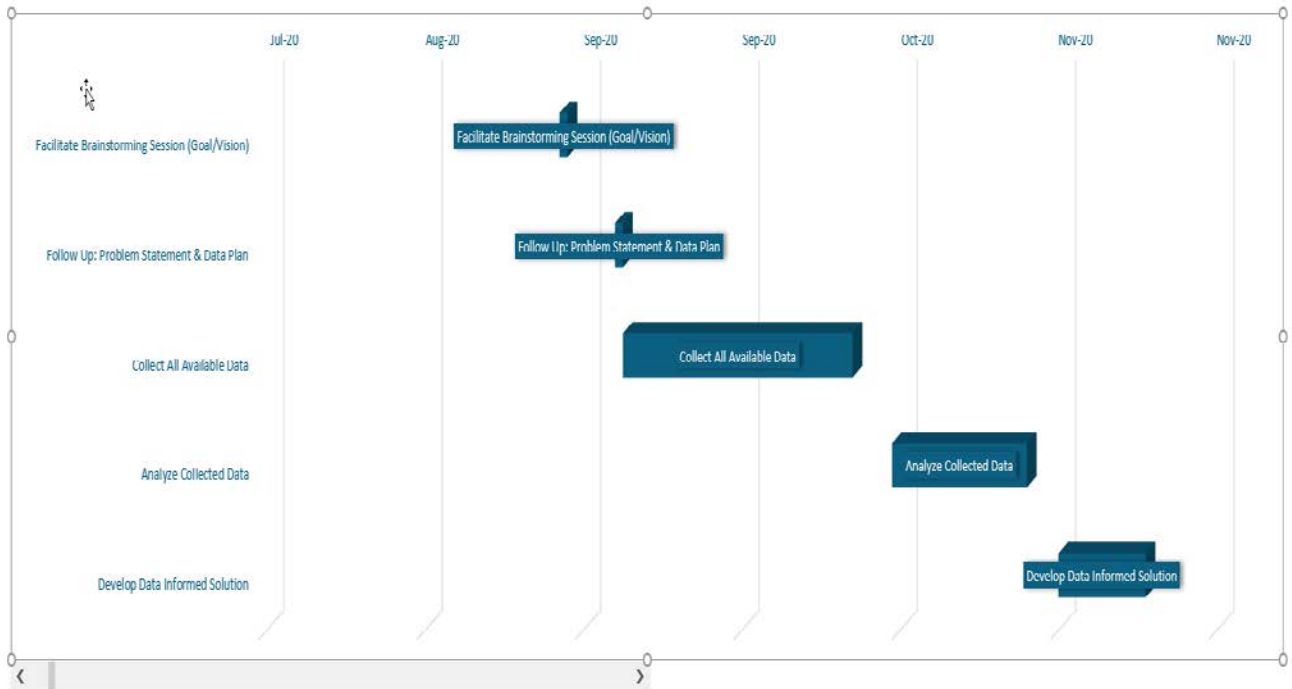 Jul-20 Aug-20 Sep-20 Sep-20 Oct-20 Nov-20 Nov-20
Facilitate Brainstorming Session (Goal/Vision)
Facilitate Brainstorming Session (Goal/Vision)
Follow Up: Problem Statement & Data Plan
Follow Up: Problem Statement & Data Plan
Collect All Available Data
Collect All Available Data
Analyze Collected Data
Analyze Collected Data
Develop Data Informed Solution
Develop Data Informed Solution